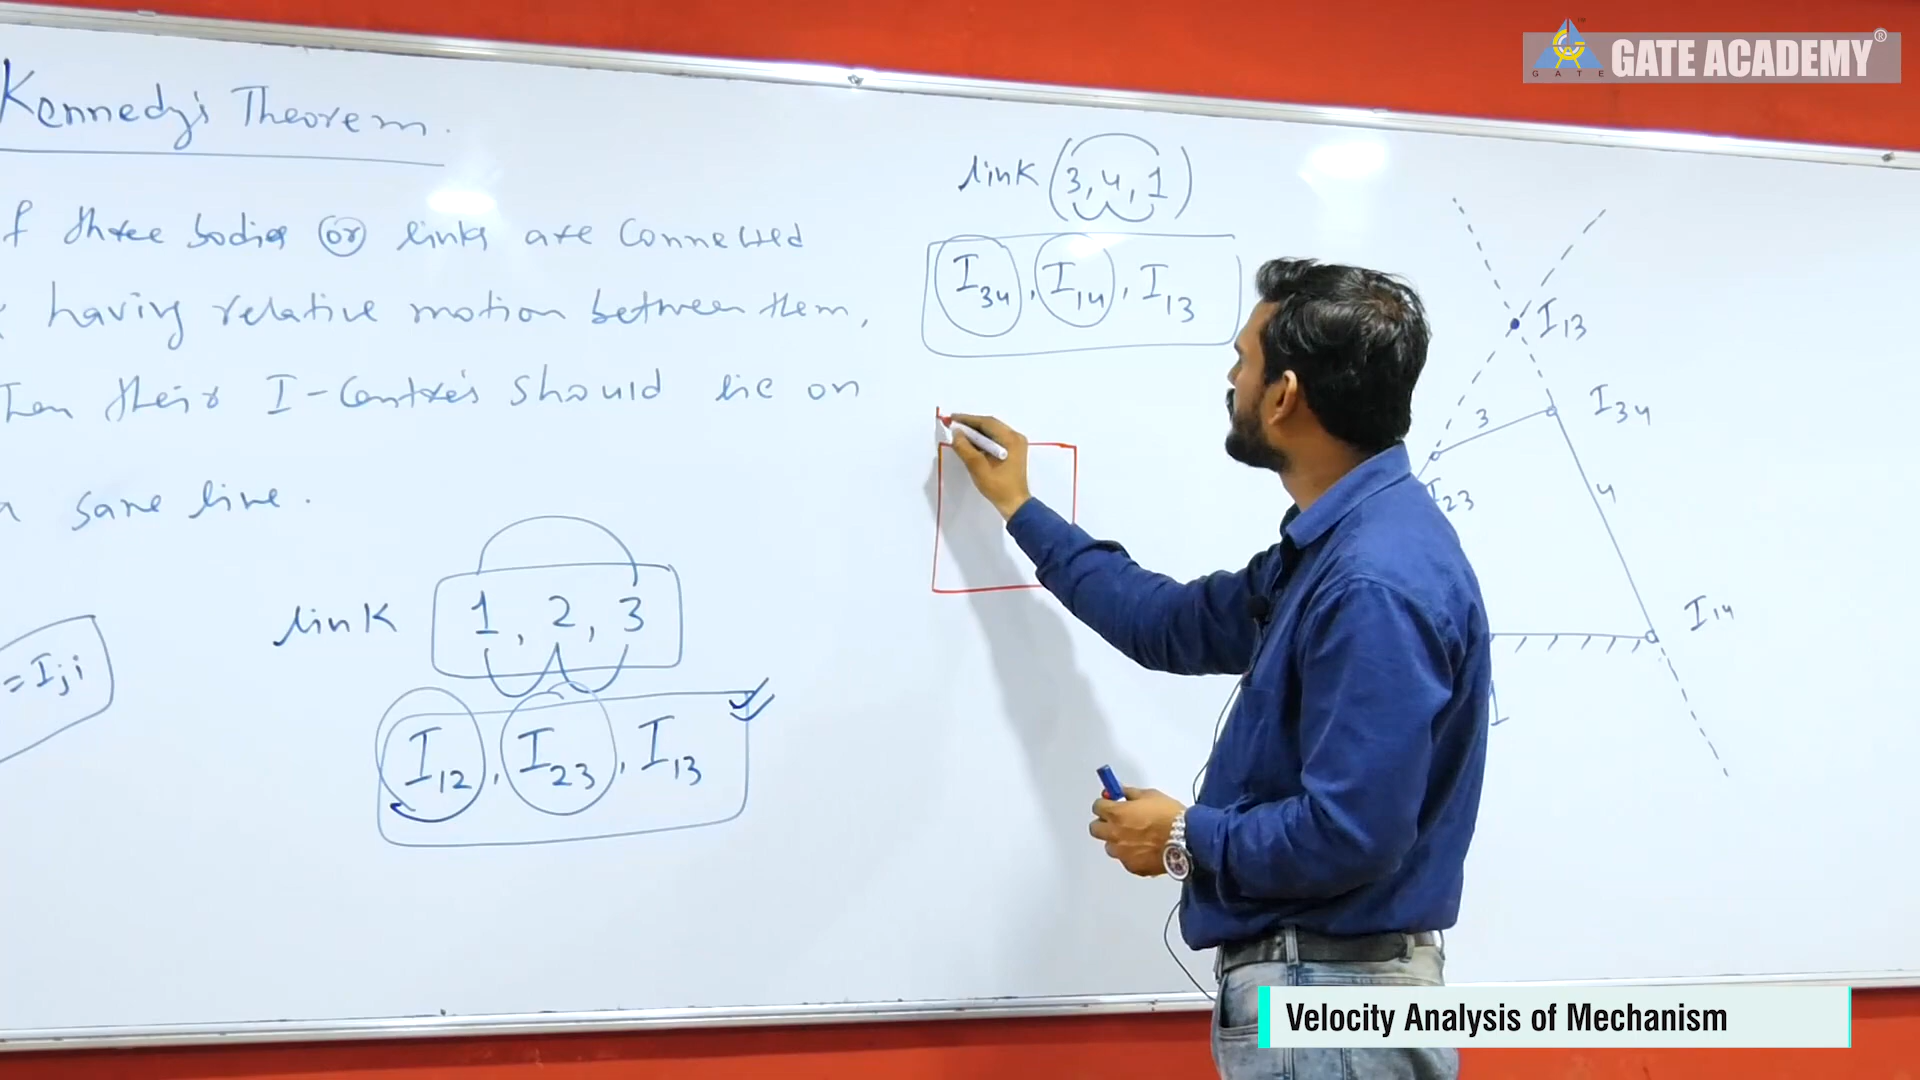 GATE ACADEMY®
GATE
Kennedy's Theorem.
f three bodies or links are connected
having relative motion between them,
Then their I-Centre's should lie on
a same line.
link 1, 2, 3
I12, I23, I13
= Iji
link (3, 4, 1)
I34, I14, I13
I13
I34
3
I23
4
I14
1
Velocity Analysis of Mechanism